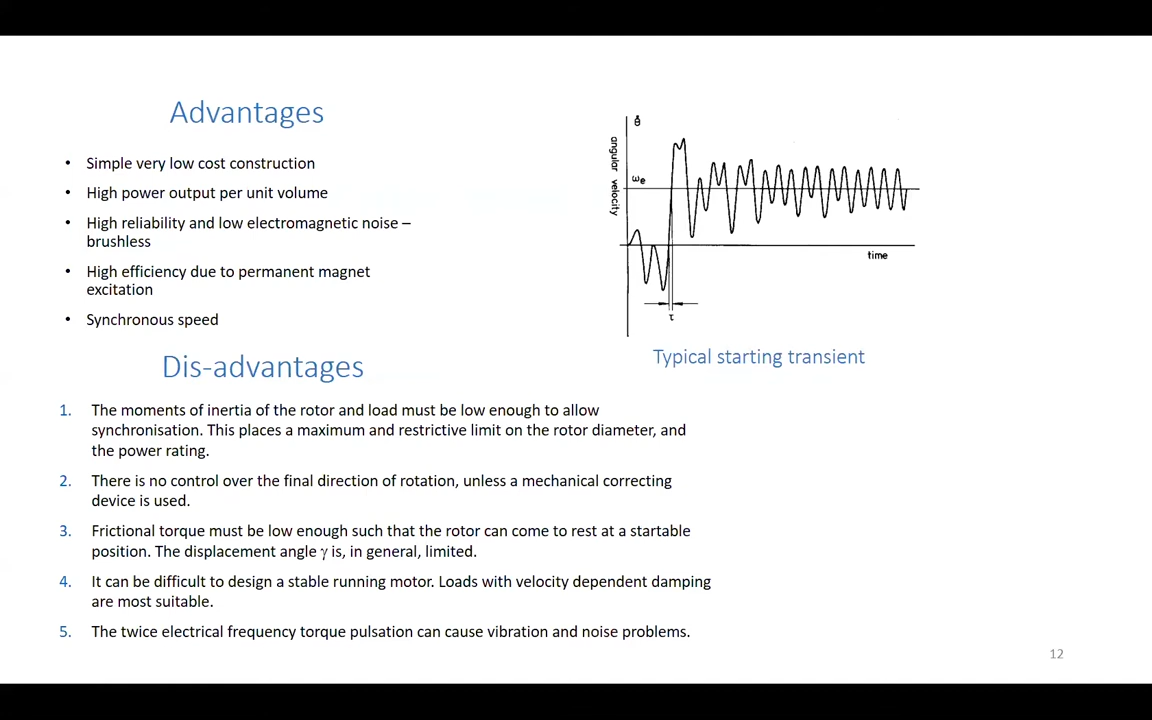 Advantages
• Simple very low cost construction
• High power output per unit volume
• High reliability and low electromagnetic noise –
brushless
• High efficiency due to permanent magnet
excitation
• Synchronous speed
θ̇
angular velocity
ωe
time
τ
Typical starting transient
Dis-advantages
1. The moments of inertia of the rotor and load must be low enough to allow
synchronisation. This places a maximum and restrictive limit on the rotor diameter, and
the power rating.
2. There is no control over the final direction of rotation, unless a mechanical correcting
device is used.
3. Frictional torque must be low enough such that the rotor can come to rest at a startable
position. The displacement angle γ is, in general, limited.
4. It can be difficult to design a stable running motor. Loads with velocity dependent damping
are most suitable.
5. The twice electrical frequency torque pulsation can cause vibration and noise problems.
12